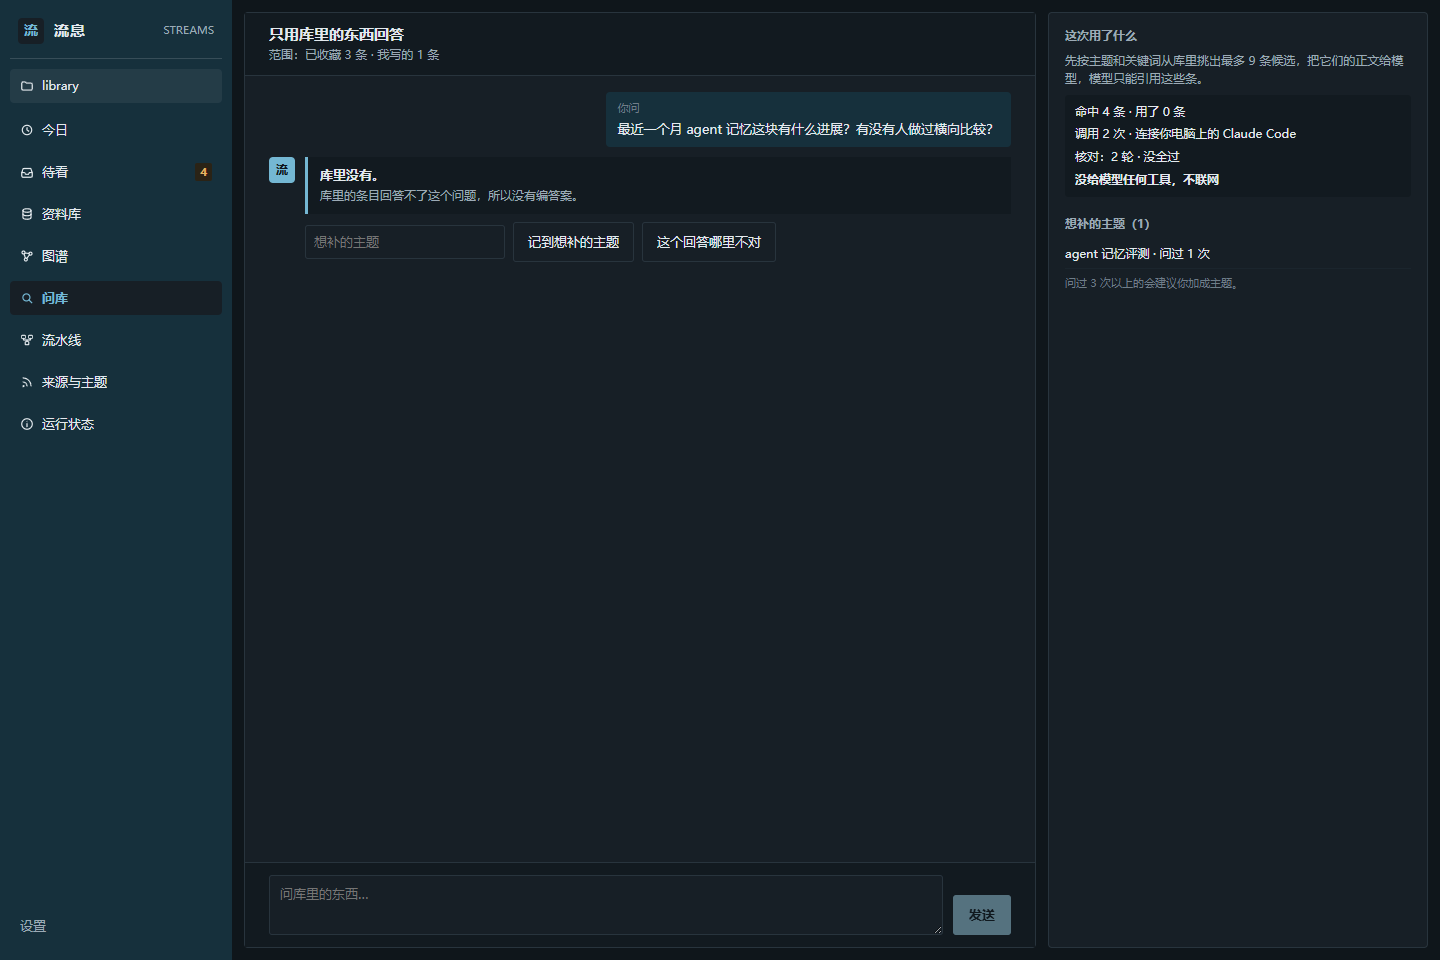 流 流息 STREAMS
library
今日
待看 4
资料库
图谱
问库
流水线
来源与主题
运行状态
设置
只用库里的东西回答
范围：已收藏 3 条 · 我写的 1 条
你问
最近一个月 agent 记忆这块有什么进展？有没有人做过横向比较？
流
库里没有。
库里的条目回答不了这个问题，所以没有编答案。
想补的主题 记到想补的主题 这个回答哪里不对
问库里的东西...
发送
这次用了什么
先按主题和关键词从库里挑出最多 9 条候选，把它们的正文给模
型，模型只能引用这些条。
命中 4 条 · 用了 0 条
调用 2 次 · 连接你电脑上的 Claude Code
核对：2 轮 · 没全过
没给模型任何工具，不联网
想补的主题（1）
agent 记忆评测 · 问过 1 次
问过 3 次以上的会建议你加成主题。